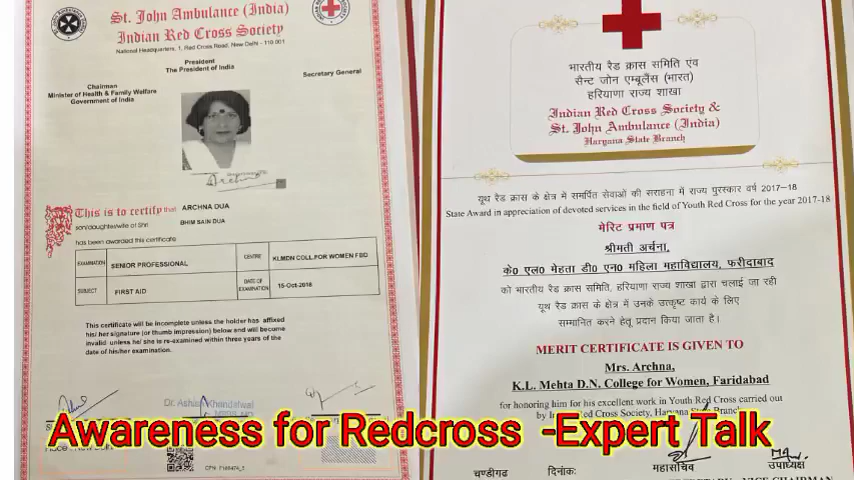 St. John Ambulance (India)
Indian Red Cross Society
National Headquarters, 1, Red Cross Road, New Delhi - 110 001
President
The President of India
Chairman
Minister of Health & Family Welfare
Government of India
Secretary General
This is to certify that ARCHNA DUA
son/daughter/wife of Shri BHIM SAIN DUA
has been awarded this certificate
EXAMINATION SENIOR PROFESSIONAL CENTRE KLMDN COLL.FOR WOMEN FBD
SUBJECT FIRST AID DATE OF EXAMINATION 15-Oct-2018
This certificate will be incomplete unless the holder has affixed
his/her signature (or thumb impression) below and will become
invalid unless he/she is re-examined within three years of the
date of his/her examination.
Dr. Ashish Khandelwal
भारतीय रैड क्रास समिति एंव
सैन्ट जोन एम्बूलैंस (भारत)
हरियाणा राज्य शाखा
Indian Red Cross Society &
St. John Ambulance (India)
Haryana State Branch
यूथ रैड क्रास के क्षेत्र में समर्पित सेवाओं की सराहना में राज्य पुरस्कार वर्ष 2017-18
State Award in appreciation of devoted services in the field of Youth Red Cross for the year 2017-18
मेरिट प्रमाण पत्र
श्रीमती अर्चना,
के० एल० मेहता डी० एन० महिला महाविद्यालय, फरीदाबाद
को भारतीय रैड क्रास समिति, हरियाणा राज्य शाखा द्वारा चलाई जा रही
यूथ रैड क्रास के क्षेत्र में उनके उत्कृष्ट कार्य के लिए
सम्मानित करने हेतू प्रदान किया जाता है।
MERIT CERTIFICATE IS GIVEN TO
Mrs. Archna,
K.L. Mehta D.N. College for Women, Faridabad
for honoring him for his excellent work in Youth Red Cross carried out
by Red Cross Society, Haryana Branch
Awareness for Redcross -Expert Talk
चण्डीगढ़ दिनांक: महासचिव उपाध्यक्ष